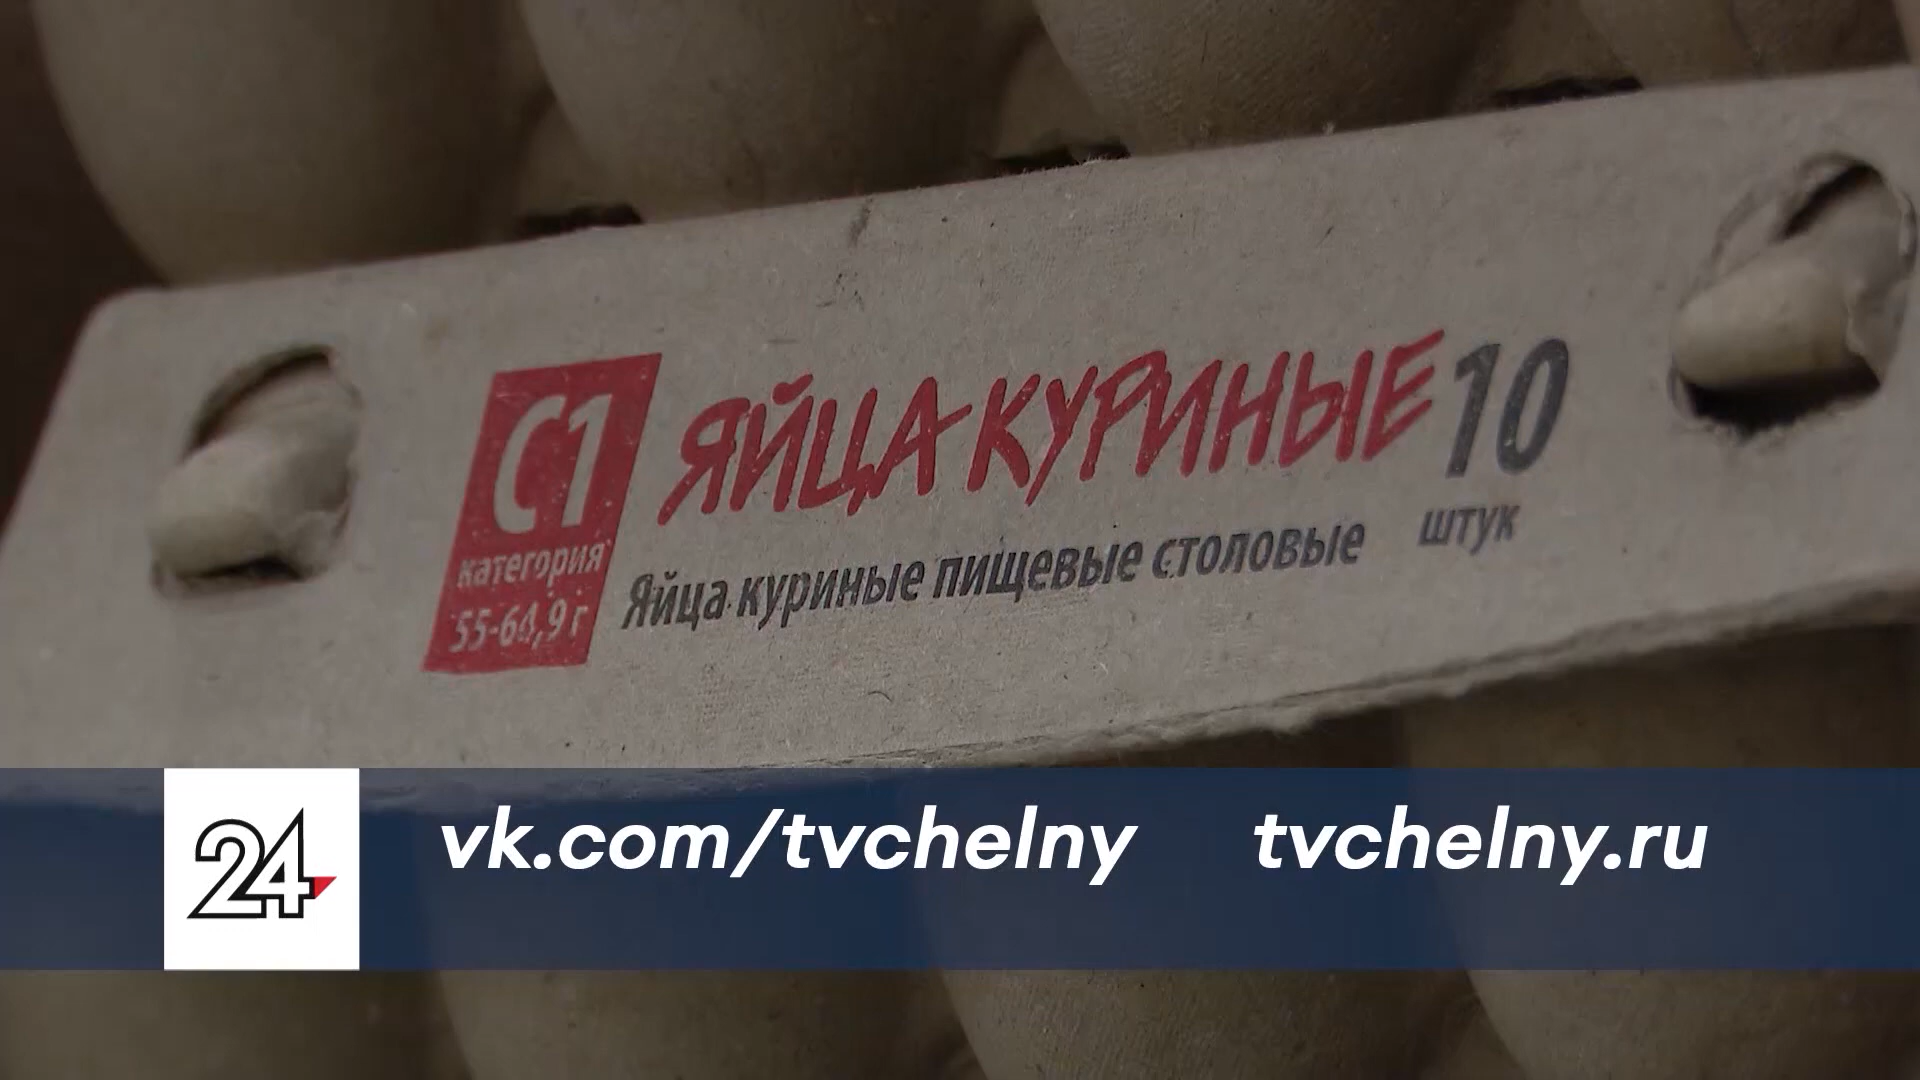 С1
категория
55-64,9 г
ЯЙЦА КУРИНЫЕ 10
штук
Яйца куриные пищевые столовые
24
vk.com/tvchelny
tvchelny.ru